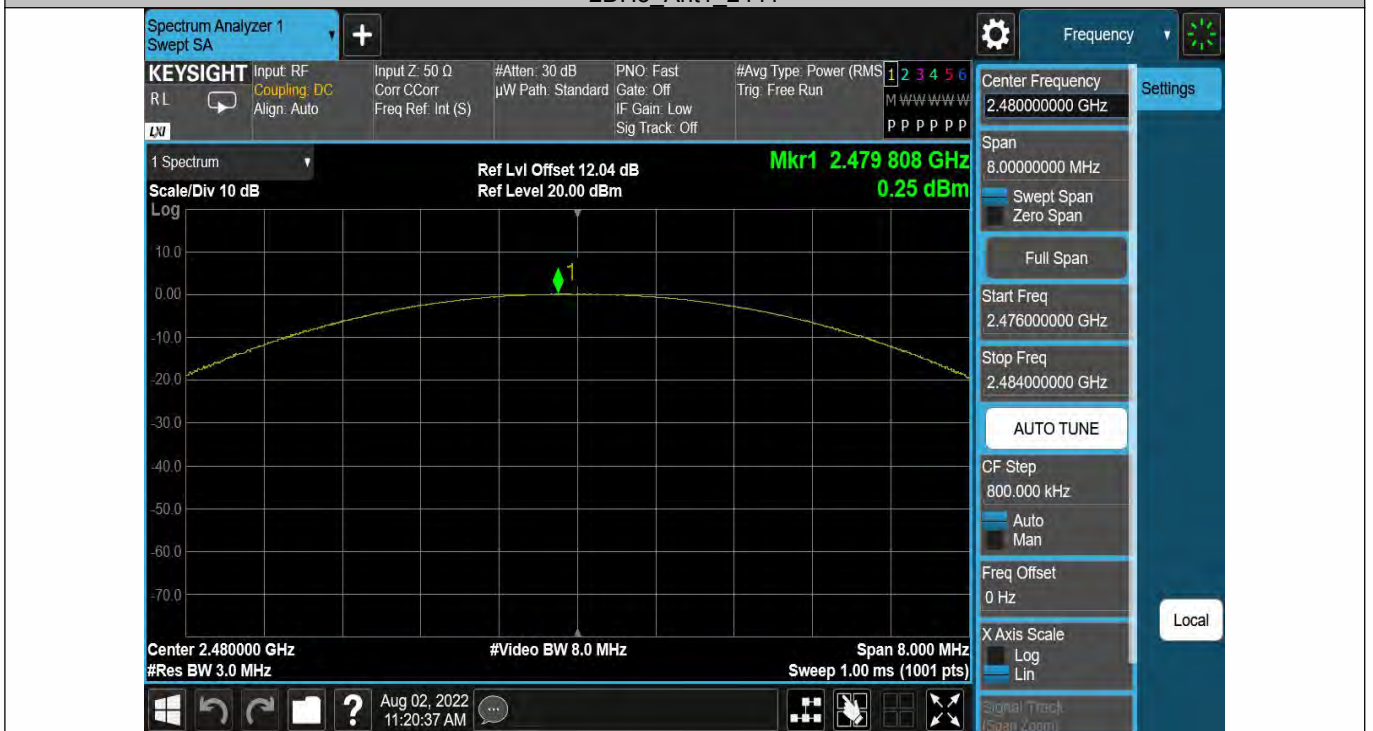 Spectrum Analyzer 1
Swept SA
+
Frequency
KEYSIGHT
RL
LXI
Input: RF
Coupling: DC
Align: Auto
Input Z: 50 Ω
Corr CCorr
Freq Ref: Int (S)
#Atten: 30 dB
µW Path: Standard
PNO: Fast
Gate: Off
IF Gain: Low
Sig Track: Off
#Avg Type: Power (RMS
Trig: Free Run
1 2 3 4 5 6
M W W W W W
P P P P P P
Center Frequency
2.480000000 GHz
Settings
1 Spectrum
Scale/Div 10 dB
Log
Ref Lvl Offset 12.04 dB
Ref Level 20.00 dBm
Mkr1 2.479 808 GHz
0.25 dBm
10.0
0.00
-10.0
-20.0
-30.0
-40.0
-50.0
-60.0
-70.0
1
Center 2.480000 GHz
#Res BW 3.0 MHz
#Video BW 8.0 MHz
Span 8.000 MHz
Sweep 1.00 ms (1001 pts)
Span
8.00000000 MHz
Swept Span
Zero Span
Full Span
Start Freq
2.476000000 GHz
Stop Freq
2.484000000 GHz
AUTO TUNE
CF Step
800.000 kHz
Auto
Man
Freq Offset
0 Hz
X Axis Scale
Log
Lin
Signal Track
(Span Zoom)
Local
?
Aug 02, 2022
11:20:37 AM